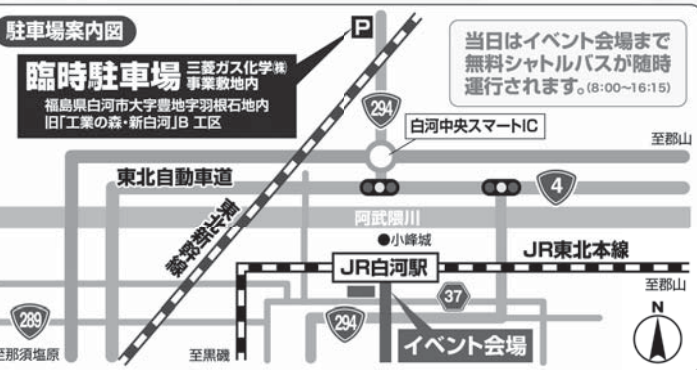 駐車場案内図
P
臨時駐車場 三菱ガス化学㈱
事業敷地内
福島県白河市大字豊地字羽根石地内
旧「工業の森・新白河」B 工区
当日はイベント会場まで
無料シャトルバスが随時
運行されます。(8:00~16:15)
294
白河中央スマートIC
至郡山
東北自動車道
4
東北新幹線
阿武隈川
●小峰城
JR白河駅
JR東北本線
至郡山
37
289
294
イベント会場
N
至那須塩原
至黒磯